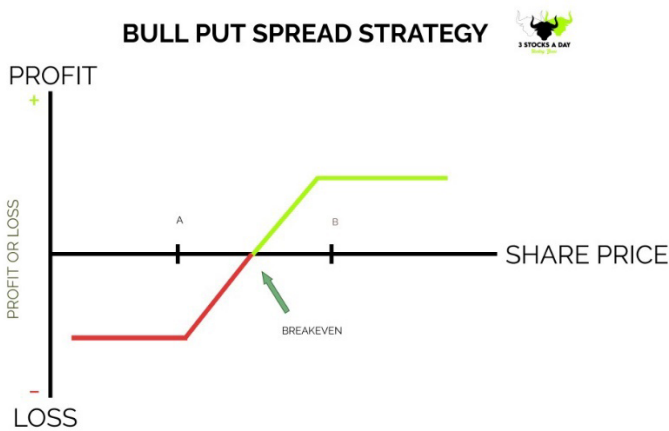 BULL PUT SPREAD STRATEGY
3 STOCKS A DAY
PROFIT
+
PROFIT OR LOSS
A
B
SHARE PRICE
BREAKEVEN
−
LOSS